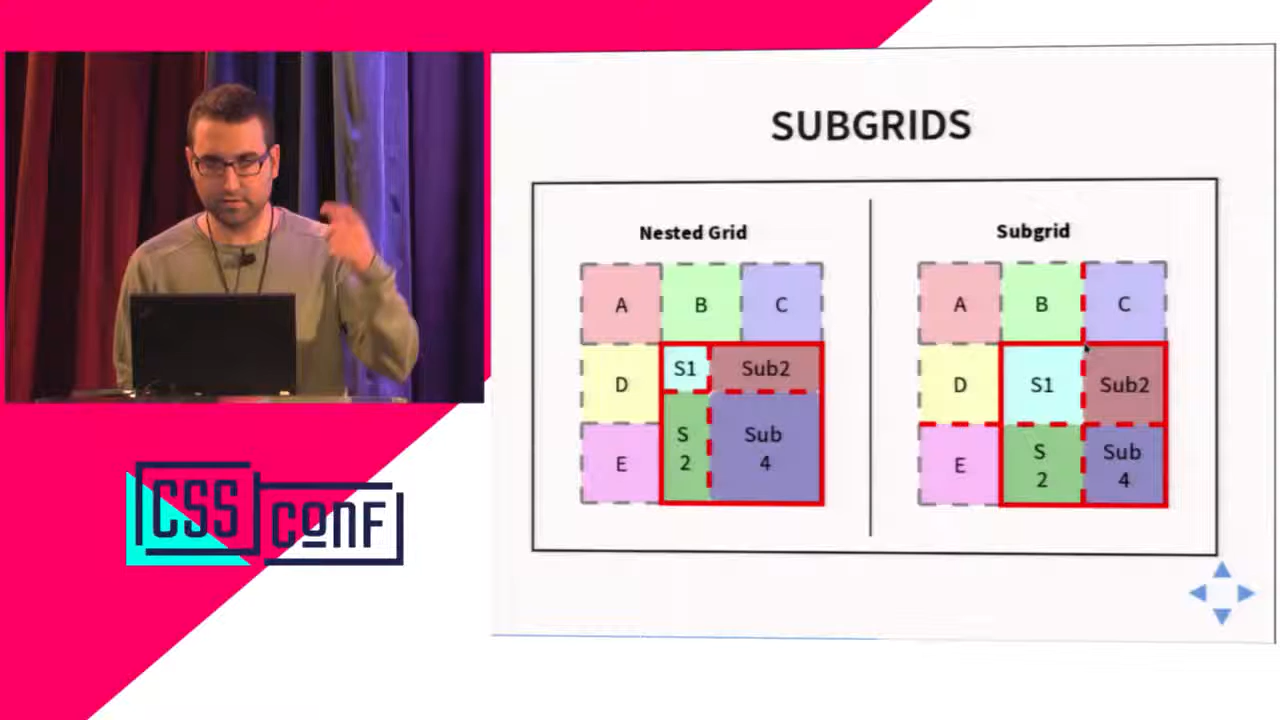 SUBGRIDS
Nested Grid
A B C
D S1 Sub2
E S
2 Sub
4
Subgrid
A B C
D S1 Sub2
E S
2 Sub
4
CSS
conf